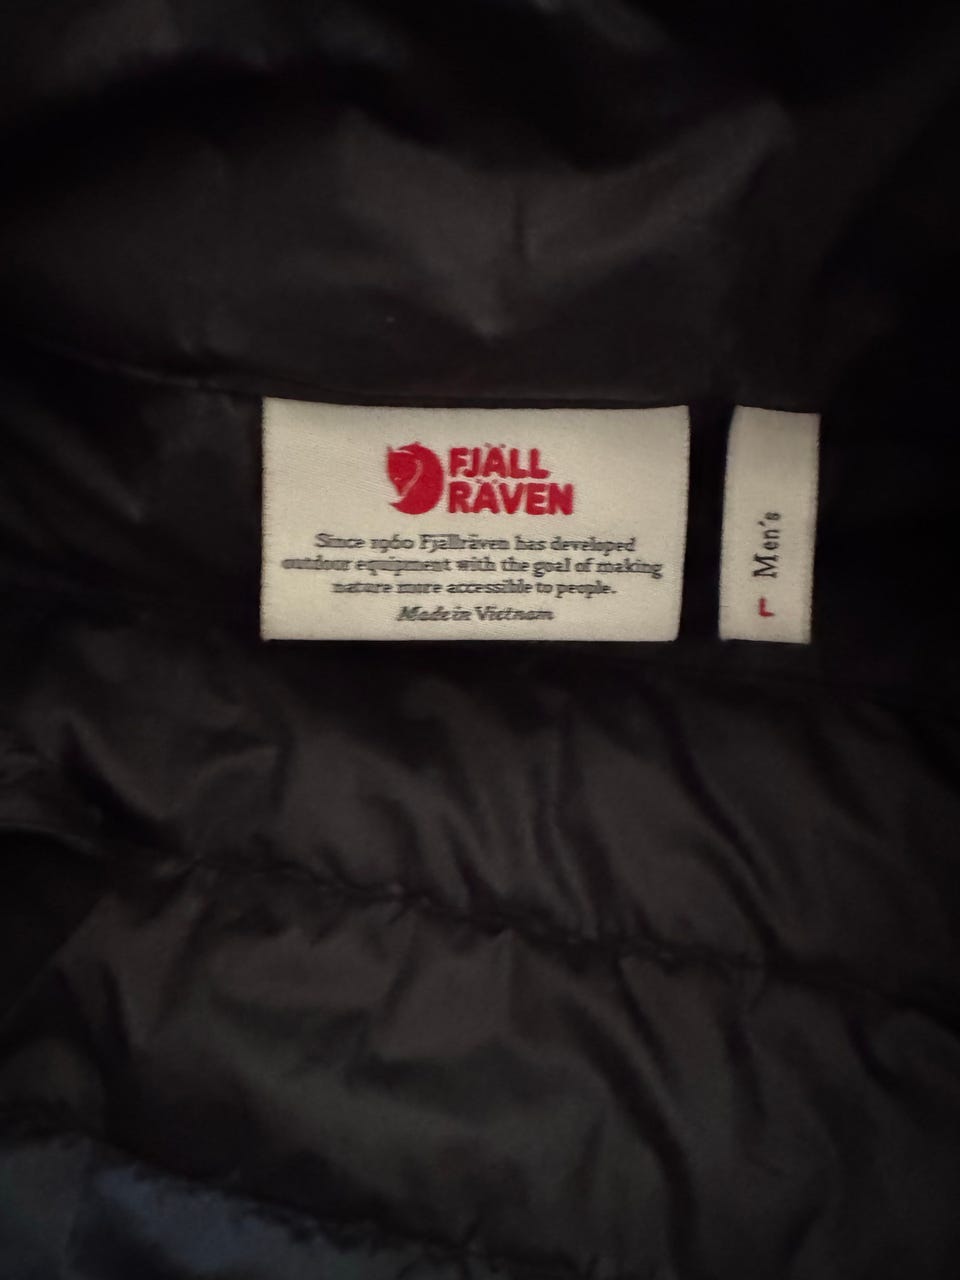 FJÄLL
RÄVEN
Since 1960 Fjällräven has developed
outdoor equipment with the goal of making
nature more accessible to people.
Made in Vietnam
Men's
L